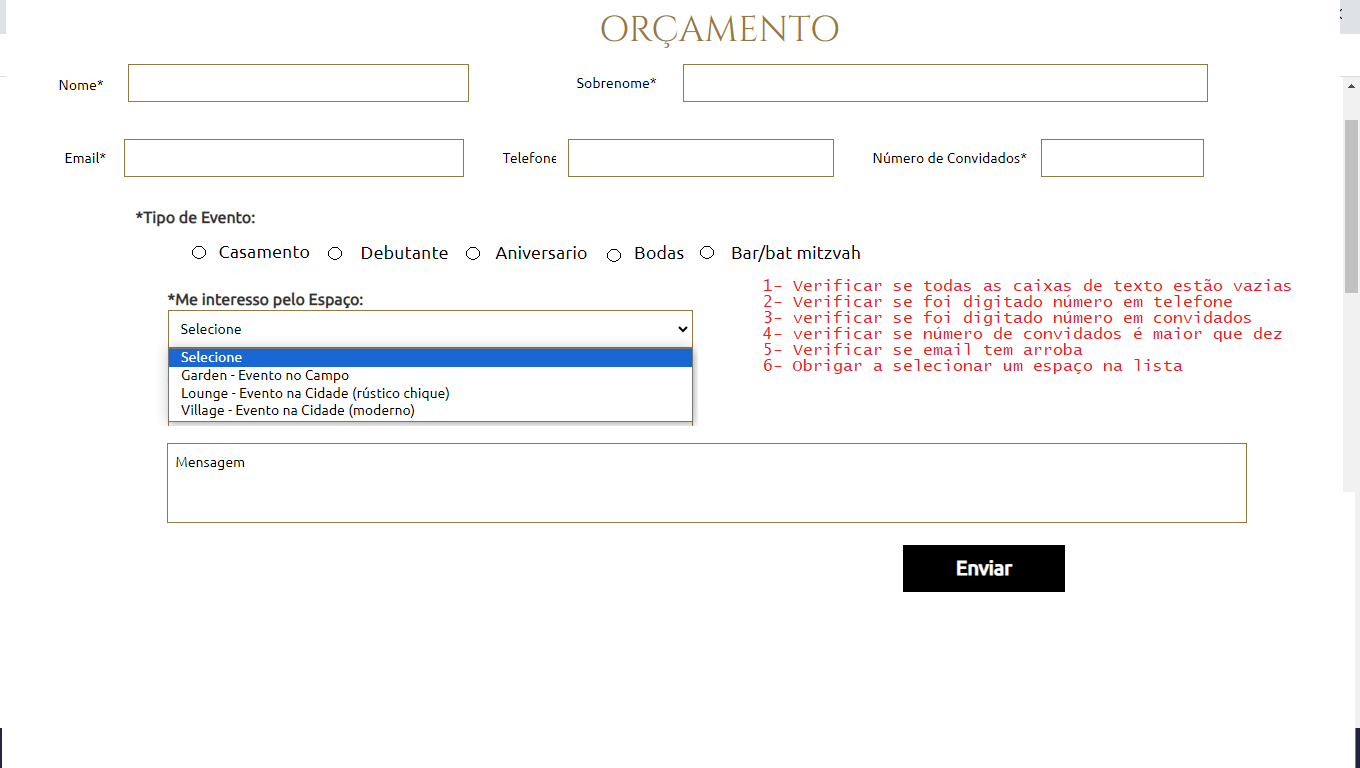 ORÇAMENTO
Nome* Sobrenome*
Email* Telefone Número de Convidados*
*Tipo de Evento:
Casamento Debutante Aniversario Bodas Bar/bat mitzvah
1- Verificar se todas as caixas de texto estão vazias
2- Verificar se foi digitado número em telefone
3- verificar se foi digitado número em convidados
4- verificar se número de convidados é maior que dez
5- Verificar se email tem arroba
6- Obrigar a selecionar um espaço na lista
*Me interesso pelo Espaço:
Selecione
Selecione
Garden - Evento no Campo
Lounge - Evento na Cidade (rústico chique)
Village - Evento na Cidade (moderno)
Mensagem
Enviar